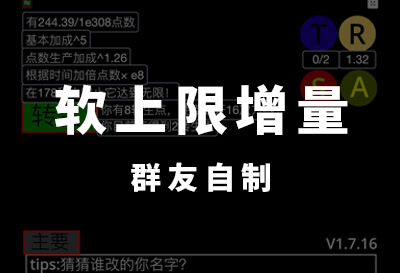 有244.39/1e308点数
基本加成^5
点数生产加成^1.26
根据时间加倍点数× e8
T
R
0/2
1.32
S
A
软上限增量
群友自制
主要
V1.7.16
tips:猜猜谁改的你名字?